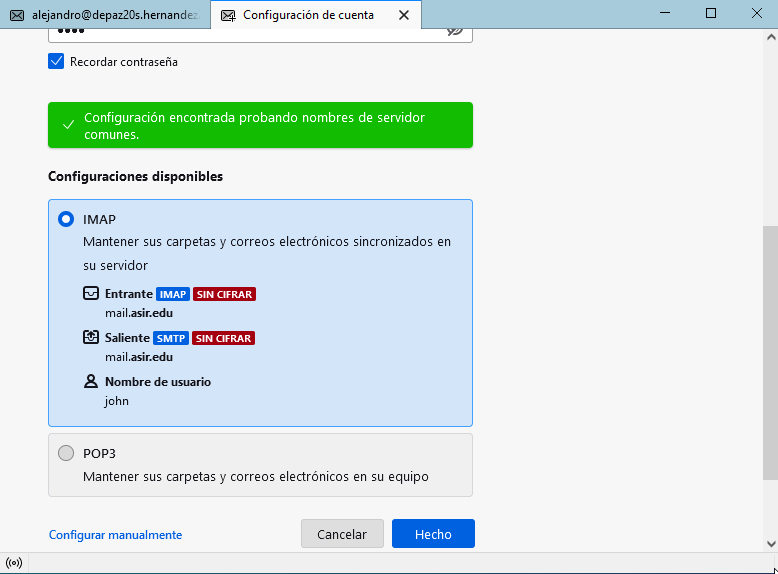 alejandro@depaz20s.hernandez.
Configuración de cuenta
Recordar contraseña
Configuración encontrada probando nombres de servidor
comunes.
Configuraciones disponibles
IMAP
Mantener sus carpetas y correos electrónicos sincronizados en
su servidor
Entrante IMAP SIN CIFRAR
mail.asir.edu
Saliente SMTP SIN CIFRAR
mail.asir.edu
Nombre de usuario
john
POP3
Mantener sus carpetas y correos electrónicos en su equipo
Configurar manualmente
Cancelar
Hecho